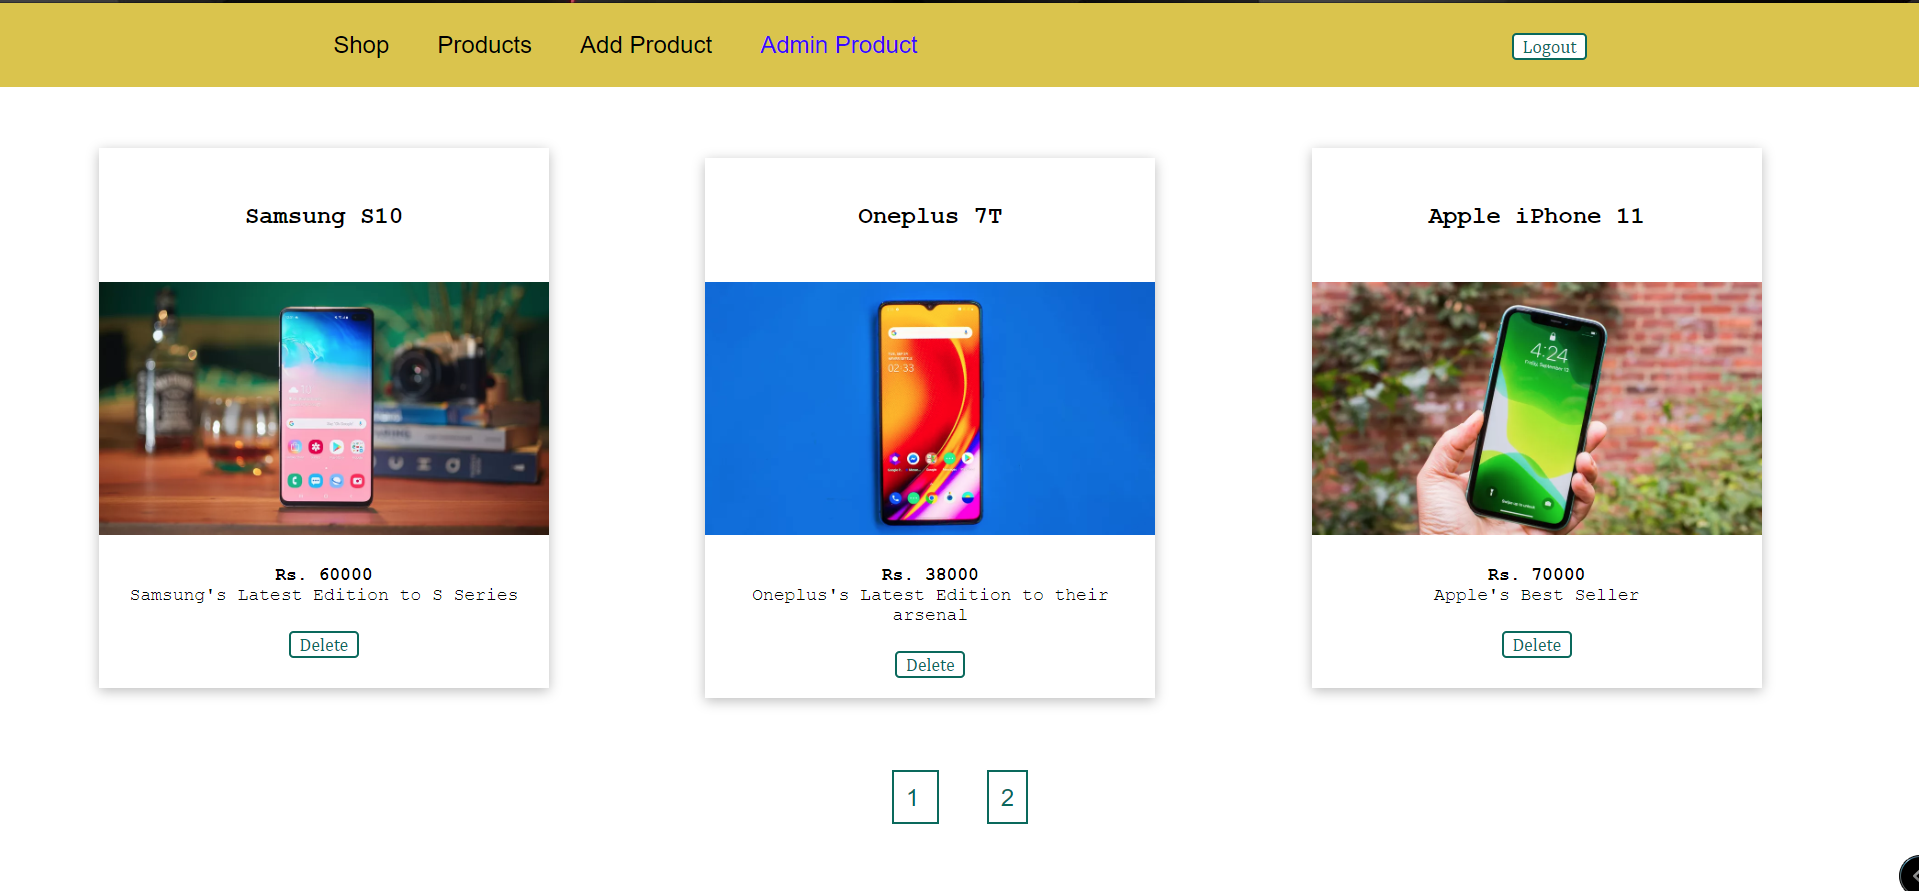 Shop Products Add Product Admin Product Logout
Samsung S10
Oneplus 7T
Apple iPhone 11
02 33
4:24
Rs. 60000
Samsung's Latest Edition to S Series
Delete
Rs. 38000
Oneplus's Latest Edition to their
arsenal
Delete
Rs. 70000
Apple's Best Seller
Delete
1 2